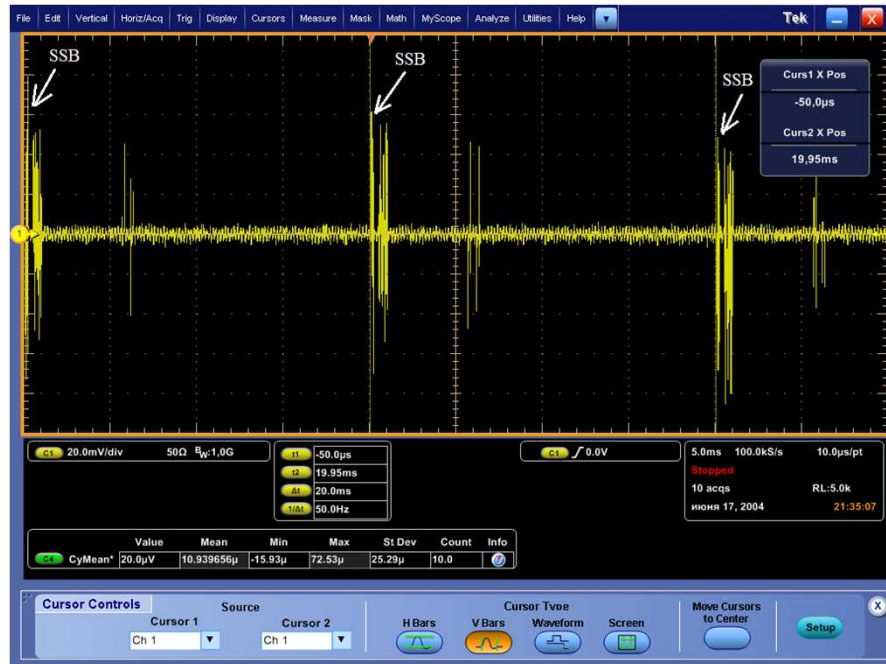 File Edit Vertical Horiz/Acq Trig Display Cursors Measure Mask Math MyScope Analyze Utilities Help Tek X
SSB SSB SSB
Curs1 X Pos
-50,0µs
Curs2 X Pos
19,95ms
1
C1 20.0mV/div 50Ω BW:1,0G
t1 -50.0µs
t2 19.95ms
Δt 20.0ms
1/Δt 50.0Hz
C1 0.0V
5.0ms 100.0kS/s 10.0µs/pt
Stopped
10 acqs RL:5.0k
июня 17, 2004 21:35:07
Value Mean Min Max St Dev Count Info
C4 CyMean* 20.0µV 10.939656µ -15.93µ 72.53µ 25.29µ 10.0 i
Cursor Controls
Source
Cursor 1 Cursor 2
Ch 1 Ch 1
Cursor Type
H Bars V Bars Waveform Screen
Move Cursors
to Center
Setup
X